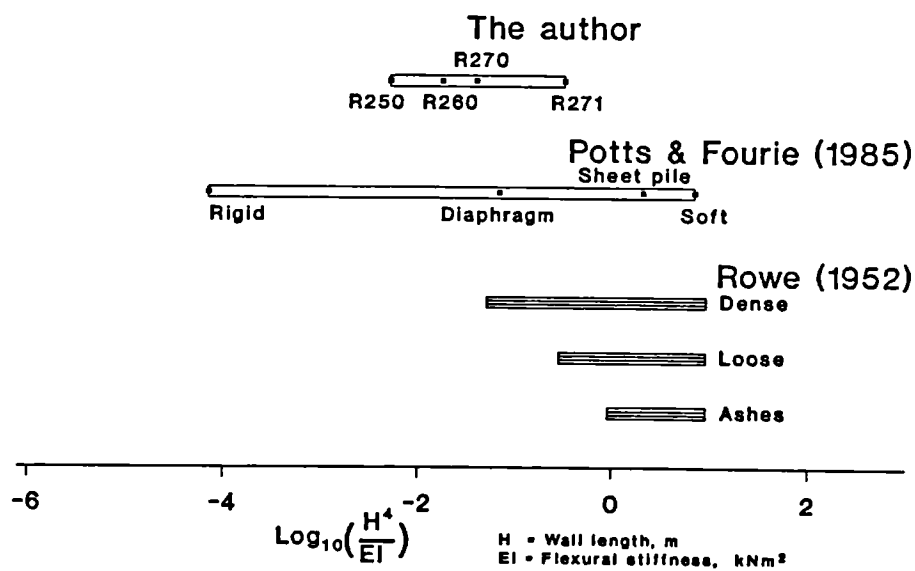 The author
R270
R250 R260 R271
Potts & Fourie (1985)
Sheet pile
Rigid Diaphragm Soft
Rowe (1952)
Dense
Loose
Ashes
-6 -4 -2 0 2
Log₁₀(H⁴/EI)
H = Wall length, m
EI = Flexural stiffness, kNm²